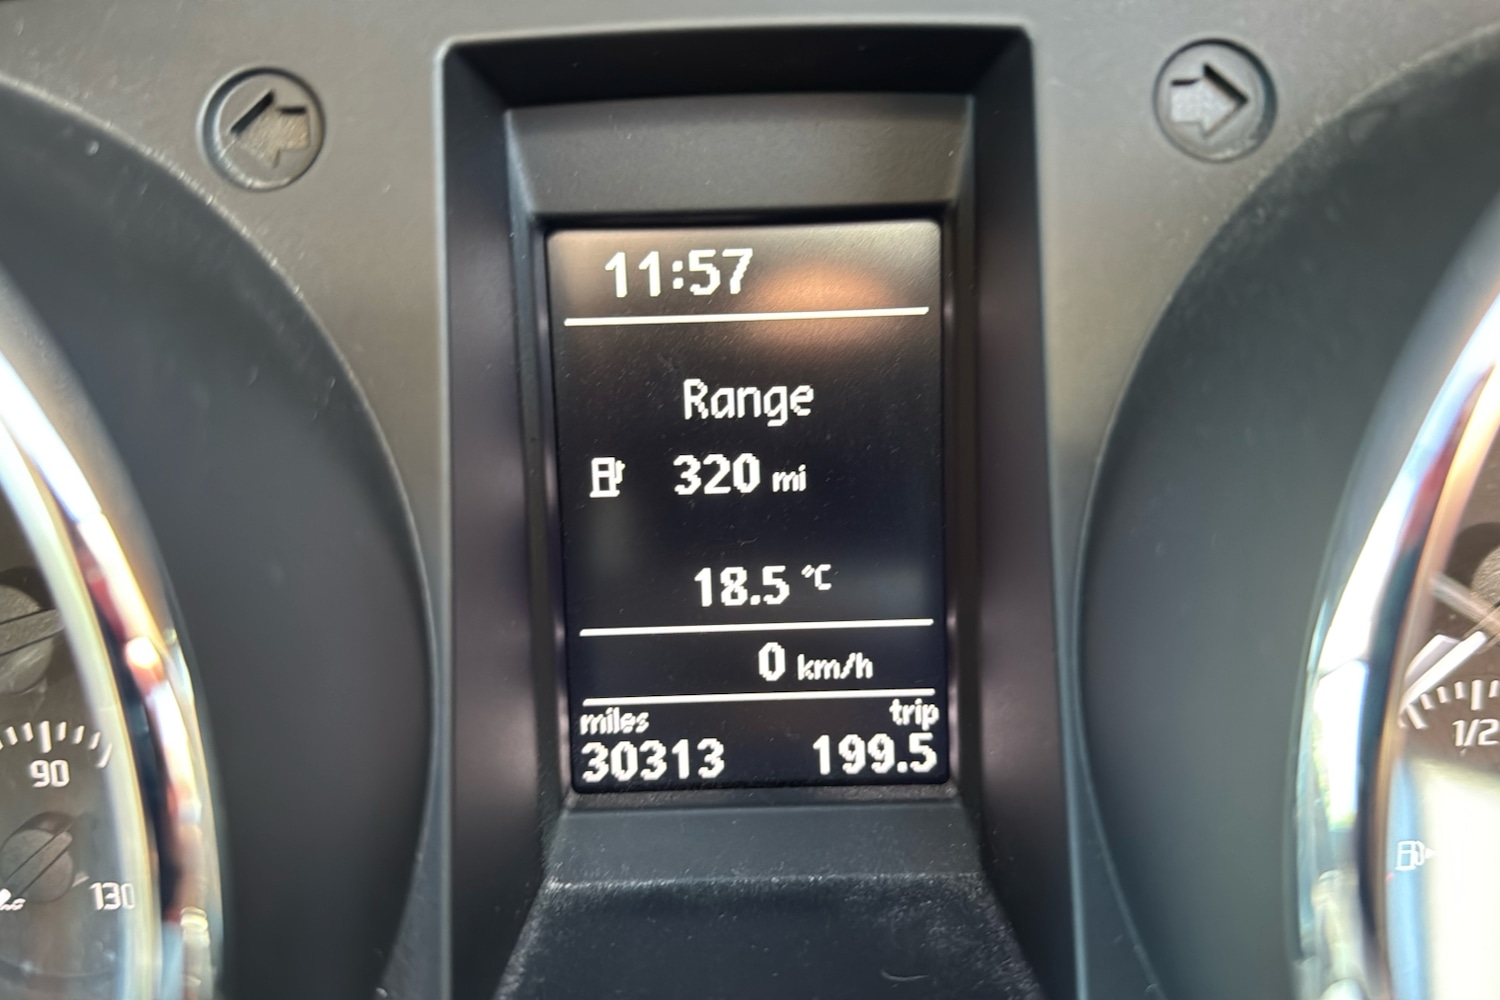 11:57
Range
320 mi
18.5 °C
0 km/h
miles trip
30313 199.5
90
130
1/2